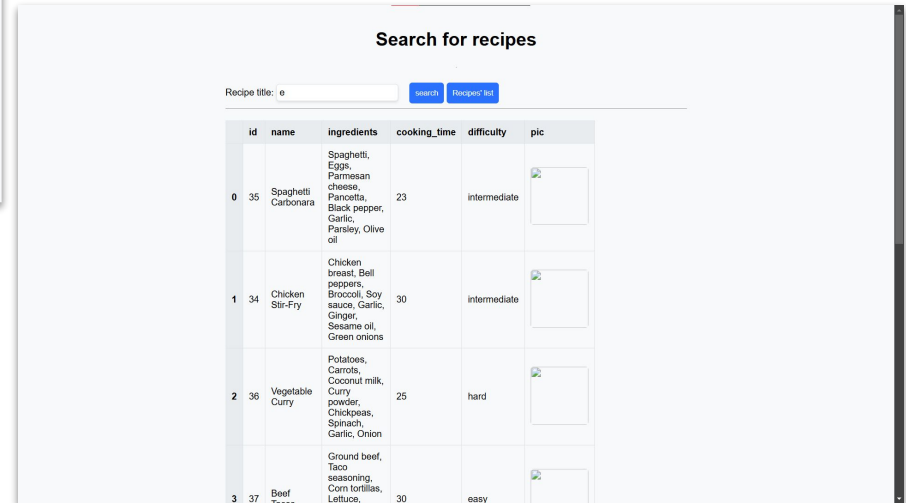 Search for recipes
Recipe title: e search Recipes' list
id name ingredients cooking_time difficulty pic
Spaghetti,
Eggs,
Parmesan
cheese,
0 35 Spaghetti Pancetta, 23 intermediate
Carbonara Black pepper,
Garlic,
Parsley, Olive
oil
Chicken
breast, Bell
peppers,
1 34 Chicken Broccoli, Soy 30 intermediate
Stir-Fry sauce, Garlic,
Ginger,
Sesame oil,
Green onions
Potatoes,
Carrots,
Coconut milk,
2 36 Vegetable Curry 25 hard
Curry powder,
Chickpeas,
Spinach,
Garlic, Onion
Ground beef,
Taco
seasoning,
Corn tortillas,
3 37 Beef Lettuce, 30 easy